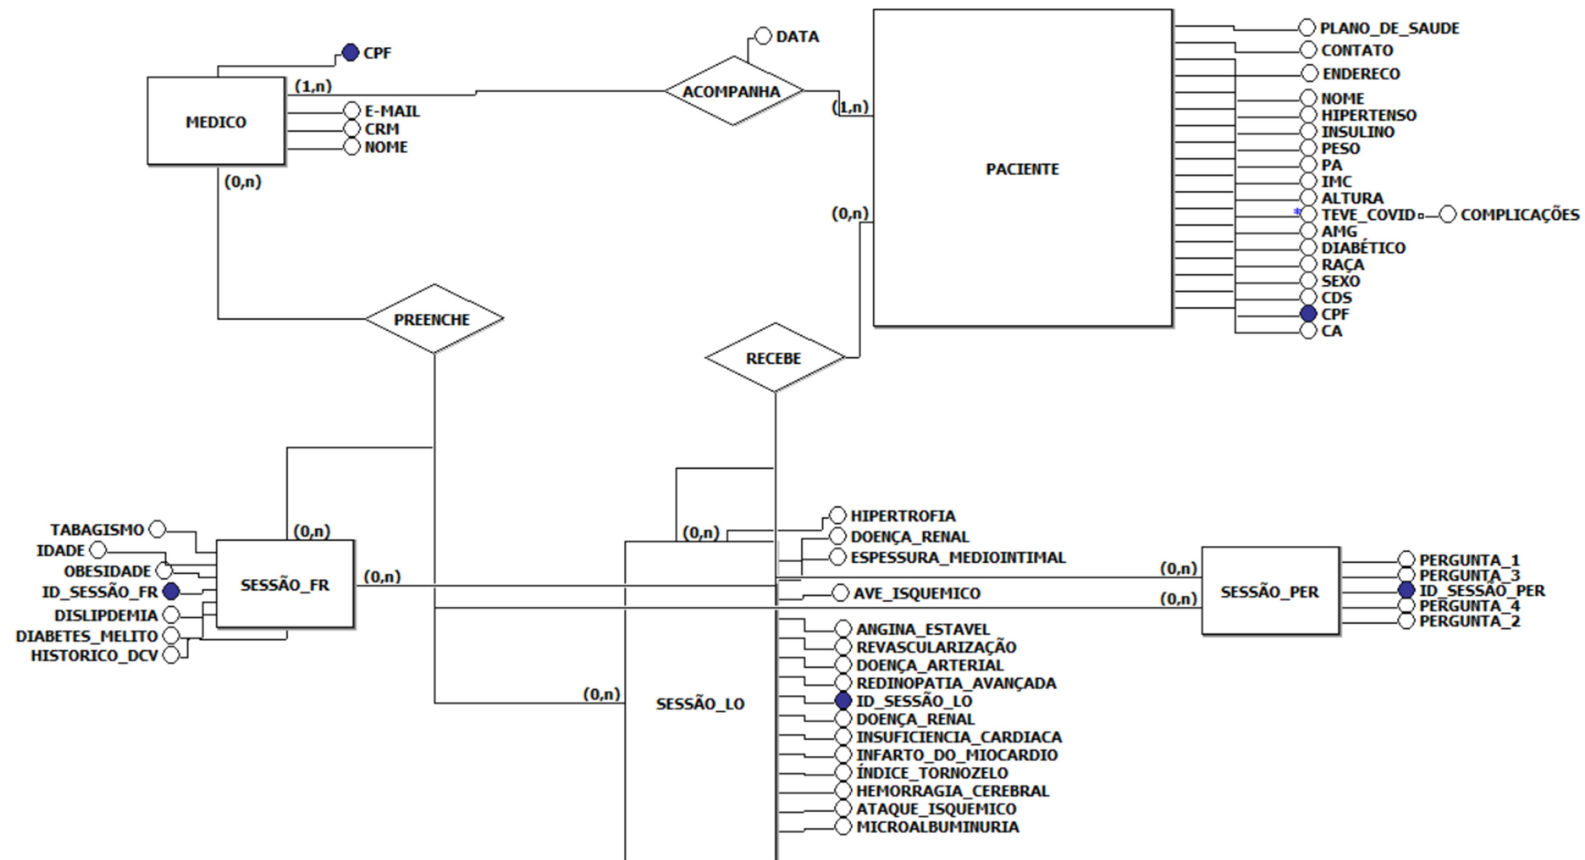 CPF
(1,n)
MEDICO
E-MAIL
CRM
NOME
(0,n)
DATA
ACOMPANHA
(1,n)
PACIENTE
(0,n)
PLANO_DE_SAUDE
CONTATO
ENDERECO
NOME
HIPERTENSO
INSULINO
PESO
PA
IMC
ALTURA
* TEVE_COVID COMPLICAÇÕES
AMG
DIABÉTICO
RAÇA
SEXO
CDS
CPF
CA
PREENCHE
RECEBE
TABAGISMO
IDADE
OBESIDADE
ID_SESSÃO_FR
DISLIPDEMIA
DIABETES_MELITO
HISTORICO_DCV
(0,n)
SESSÃO_FR
(0,n)
(0,n)
(0,n)
SESSÃO_LO
HIPERTROFIA
DOENÇA_RENAL
ESPESSURA_MEDIOINTIMAL
AVE_ISQUEMICO
ANGINA_ESTAVEL
REVASCULARIZAÇÃO
DOENÇA_ARTERIAL
REDINOPATIA_AVANÇADA
ID_SESSÃO_LO
DOENÇA_RENAL
INSUFICIENCIA_CARDIACA
INFARTO_DO_MIOCARDIO
ÍNDICE_TORNOZELO
HEMORRAGIA_CEREBRAL
ATAQUE_ISQUEMICO
MICROALBUMINURIA
(0,n)
(0,n)
SESSÃO_PER
PERGUNTA_1
PERGUNTA_3
ID_SESSÃO_PER
PERGUNTA_4
PERGUNTA_2